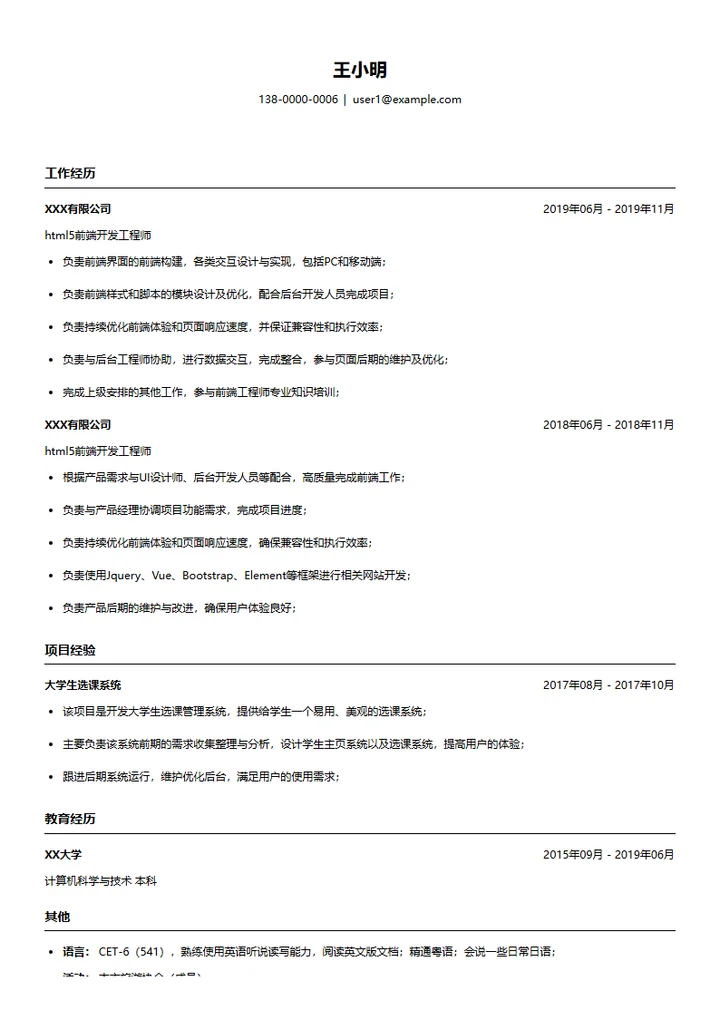 王小明
138-0000-0006 | user1@example.com
工作经历
XXX有限公司 2019年06月 - 2019年11月
html5前端开发工程师
• 负责前端界面的前端构建，各类交互设计与实现，包括PC和移动端；
• 负责前端样式和脚本的模块设计及优化，配合后台开发人员完成项目；
• 负责持续优化前端体验和页面响应速度，并保证兼容性和执行效率；
• 负责与后台工程师协助，进行数据交互，完成整合，参与页面后期的维护及优化；
• 完成上级安排的其他工作，参与前端工程师专业知识培训；
XXX有限公司 2018年06月 - 2018年11月
html5前端开发工程师
• 根据产品需求与UI设计师、后台开发人员等配合，高质量完成前端工作；
• 负责与产品经理协调项目功能需求，完成项目进度；
• 负责持续优化前端体验和页面响应速度，确保兼容性和执行效率；
• 负责使用Jquery、Vue、Bootstrap、Element等框架进行相关网站开发；
• 负责产品后期的维护与改进，确保用户体验良好；
项目经验
大学生选课系统 2017年08月 - 2017年10月
• 该项目是开发大学生选课管理系统，提供给学生一个易用、美观的选课系统；
• 主要负责该系统前期的需求收集整理与分析，设计学生主页系统以及选课系统，提高用户的体验；
• 跟进后期系统运行，维护优化后台，满足用户的使用需求；
教育经历
XX大学 2015年09月 - 2019年06月
计算机科学与技术 本科
其他
• 语言： CET-6（541），熟练使用英语听说读写能力，阅读英文版文档；精通粤语；会说一些日常日语；